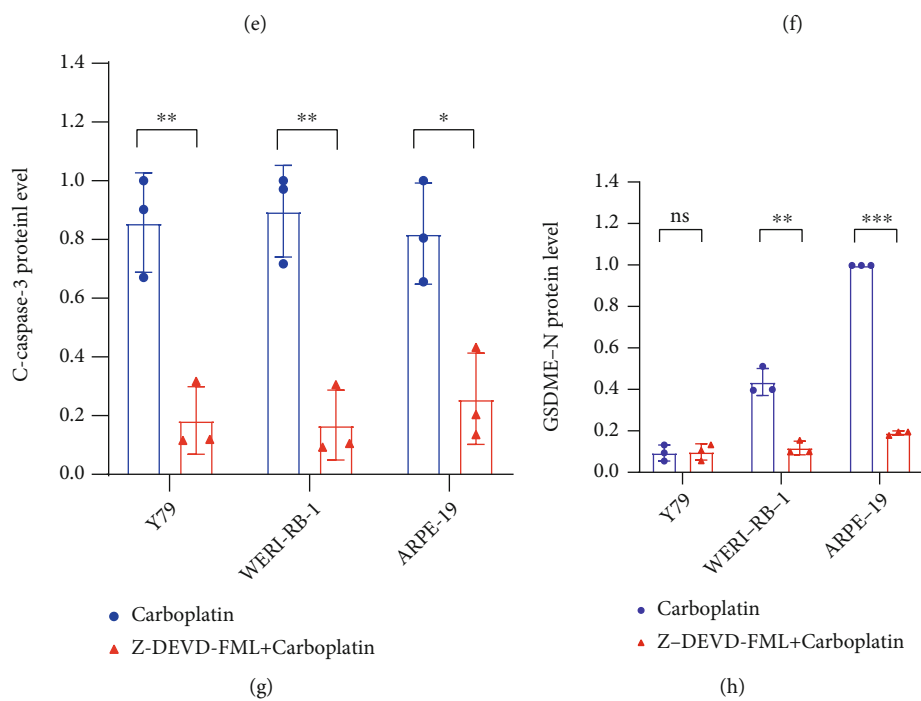 (e)
(f)
C-caspase-3 proteinl evel
1.4
1.2
1.0
0.8
0.6
0.4
0.2
0.0
**
**
*
Y79
WERI-RB-1
ARPE-19
Carboplatin
Z-DEVD-FML+Carboplatin
(g)
GSDME–N protein level
1.4
1.2
1.0
0.8
0.6
0.4
0.2
0.0
ns
**
***
Y79
WERI–RB–1
ARPE–19
Carboplatin
Z–DEVD-FML+Carboplatin
(h)